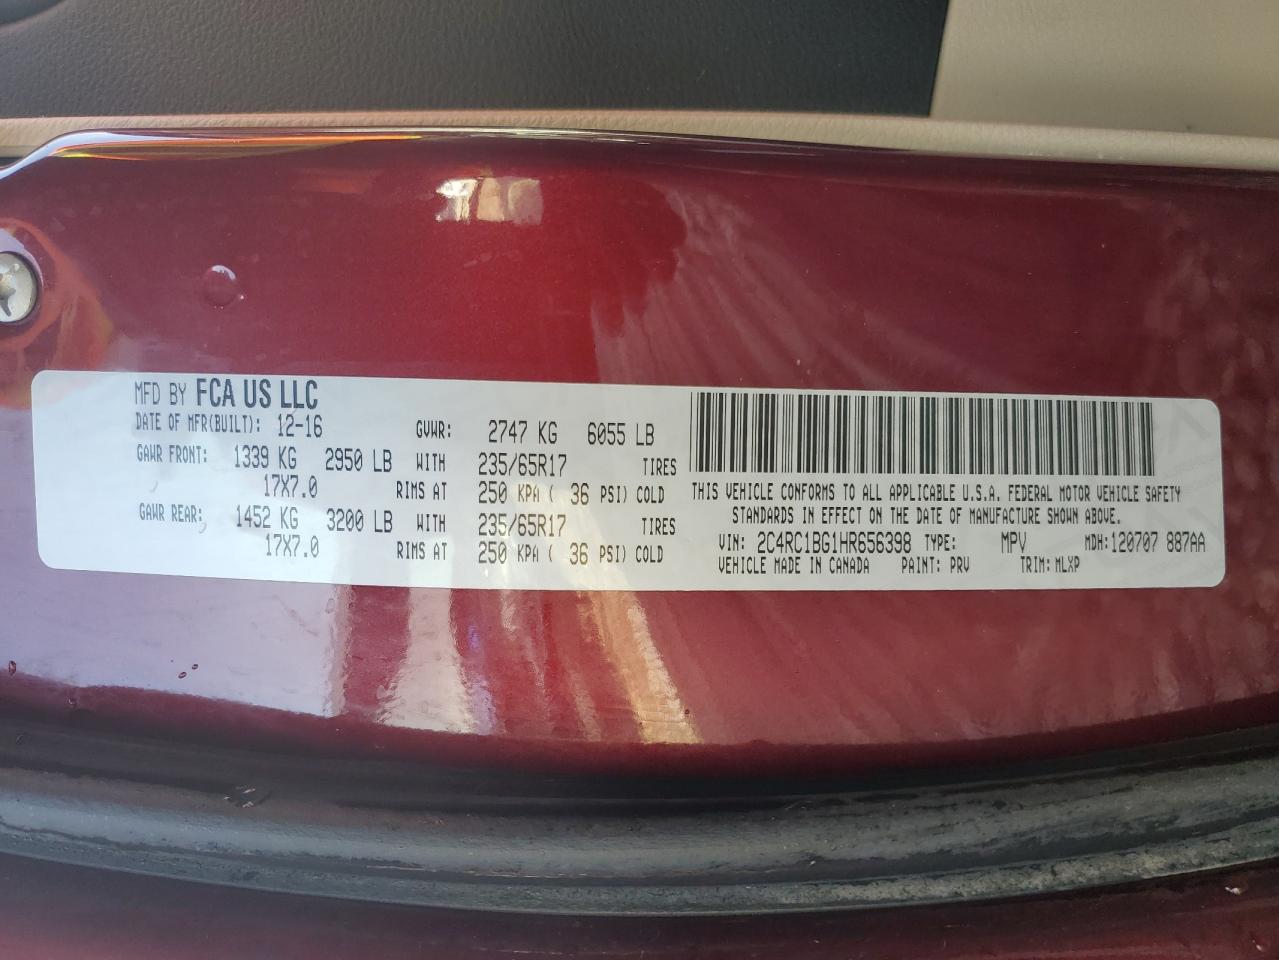 MFD BY FCA US LLC
DATE OF MFR(BUILT): 12-16 GVWR: 2747 KG 6055 LB
GAWR FRONT: 1339 KG 2950 LB WITH 235/65R17 TIRES
17X7.0 RIMS AT 250 KPA ( 36 PSI) COLD
GAWR REAR: 1452 KG 3200 LB WITH 235/65R17 TIRES
17X7.0 RIMS AT 250 KPA ( 36 PSI) COLD
THIS VEHICLE CONFORMS TO ALL APPLICABLE U.S.A. FEDERAL MOTOR VEHICLE SAFETY
STANDARDS IN EFFECT ON THE DATE OF MANUFACTURE SHOWN ABOVE.
VIN: 2C4RC1BG1HR656398 TYPE: MPV MDH:120707 887AA
VEHICLE MADE IN CANADA PAINT: PRV TRIM: MLXP